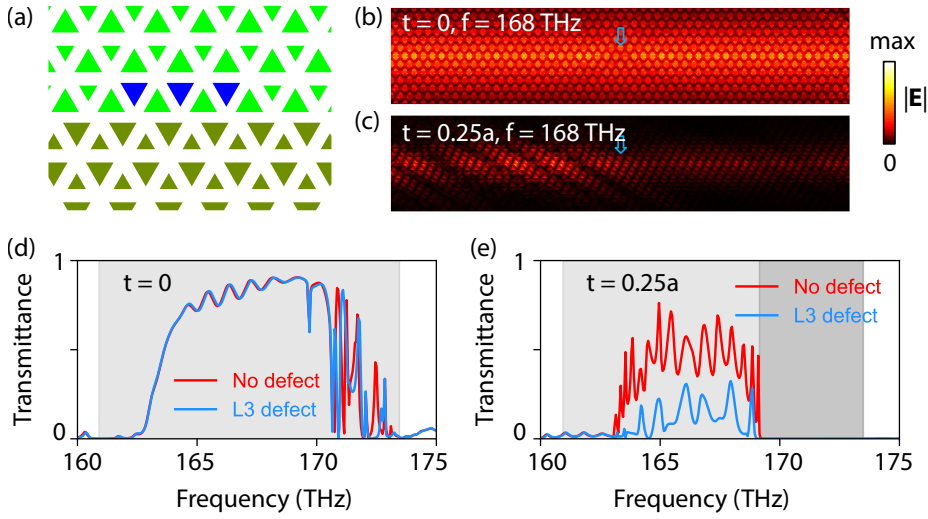 (a)
(b)
t = 0, f = 168 THz
(c)
t = 0.25a, f = 168 THz
max
|E|
0
(d)
1
t = 0
Transmittance
No defect
L3 defect
0
160
165
170
175
Frequency (THz)
(e)
1
t = 0.25a
No defect
L3 defect
Transmittance
0
160
165
170
175
Frequency (THz)